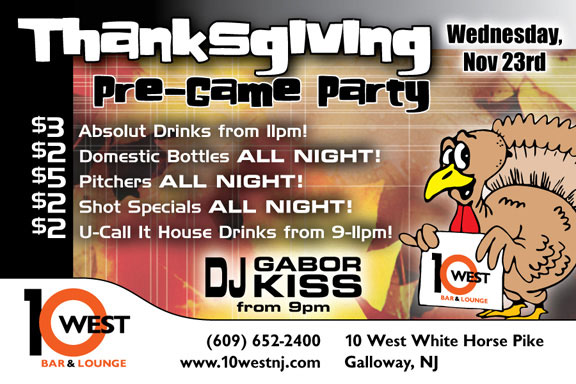 Thanksgiving
Wednesday,
Nov 23rd
Pre-Game Party
$3 Absolut Drinks from 11pm!
$2 Domestic Bottles ALL NIGHT!
$5 Pitchers ALL NIGHT!
$2 Shot Specials ALL NIGHT!
$2 U-Call It House Drinks from 9-11pm!
DJ GABOR KISS
from 9pm
10 WEST
BAR & LOUNGE
10 WEST
BAR & LOUNGE
(609) 652-2400 10 West White Horse Pike
www.10westnj.com Galloway, NJ